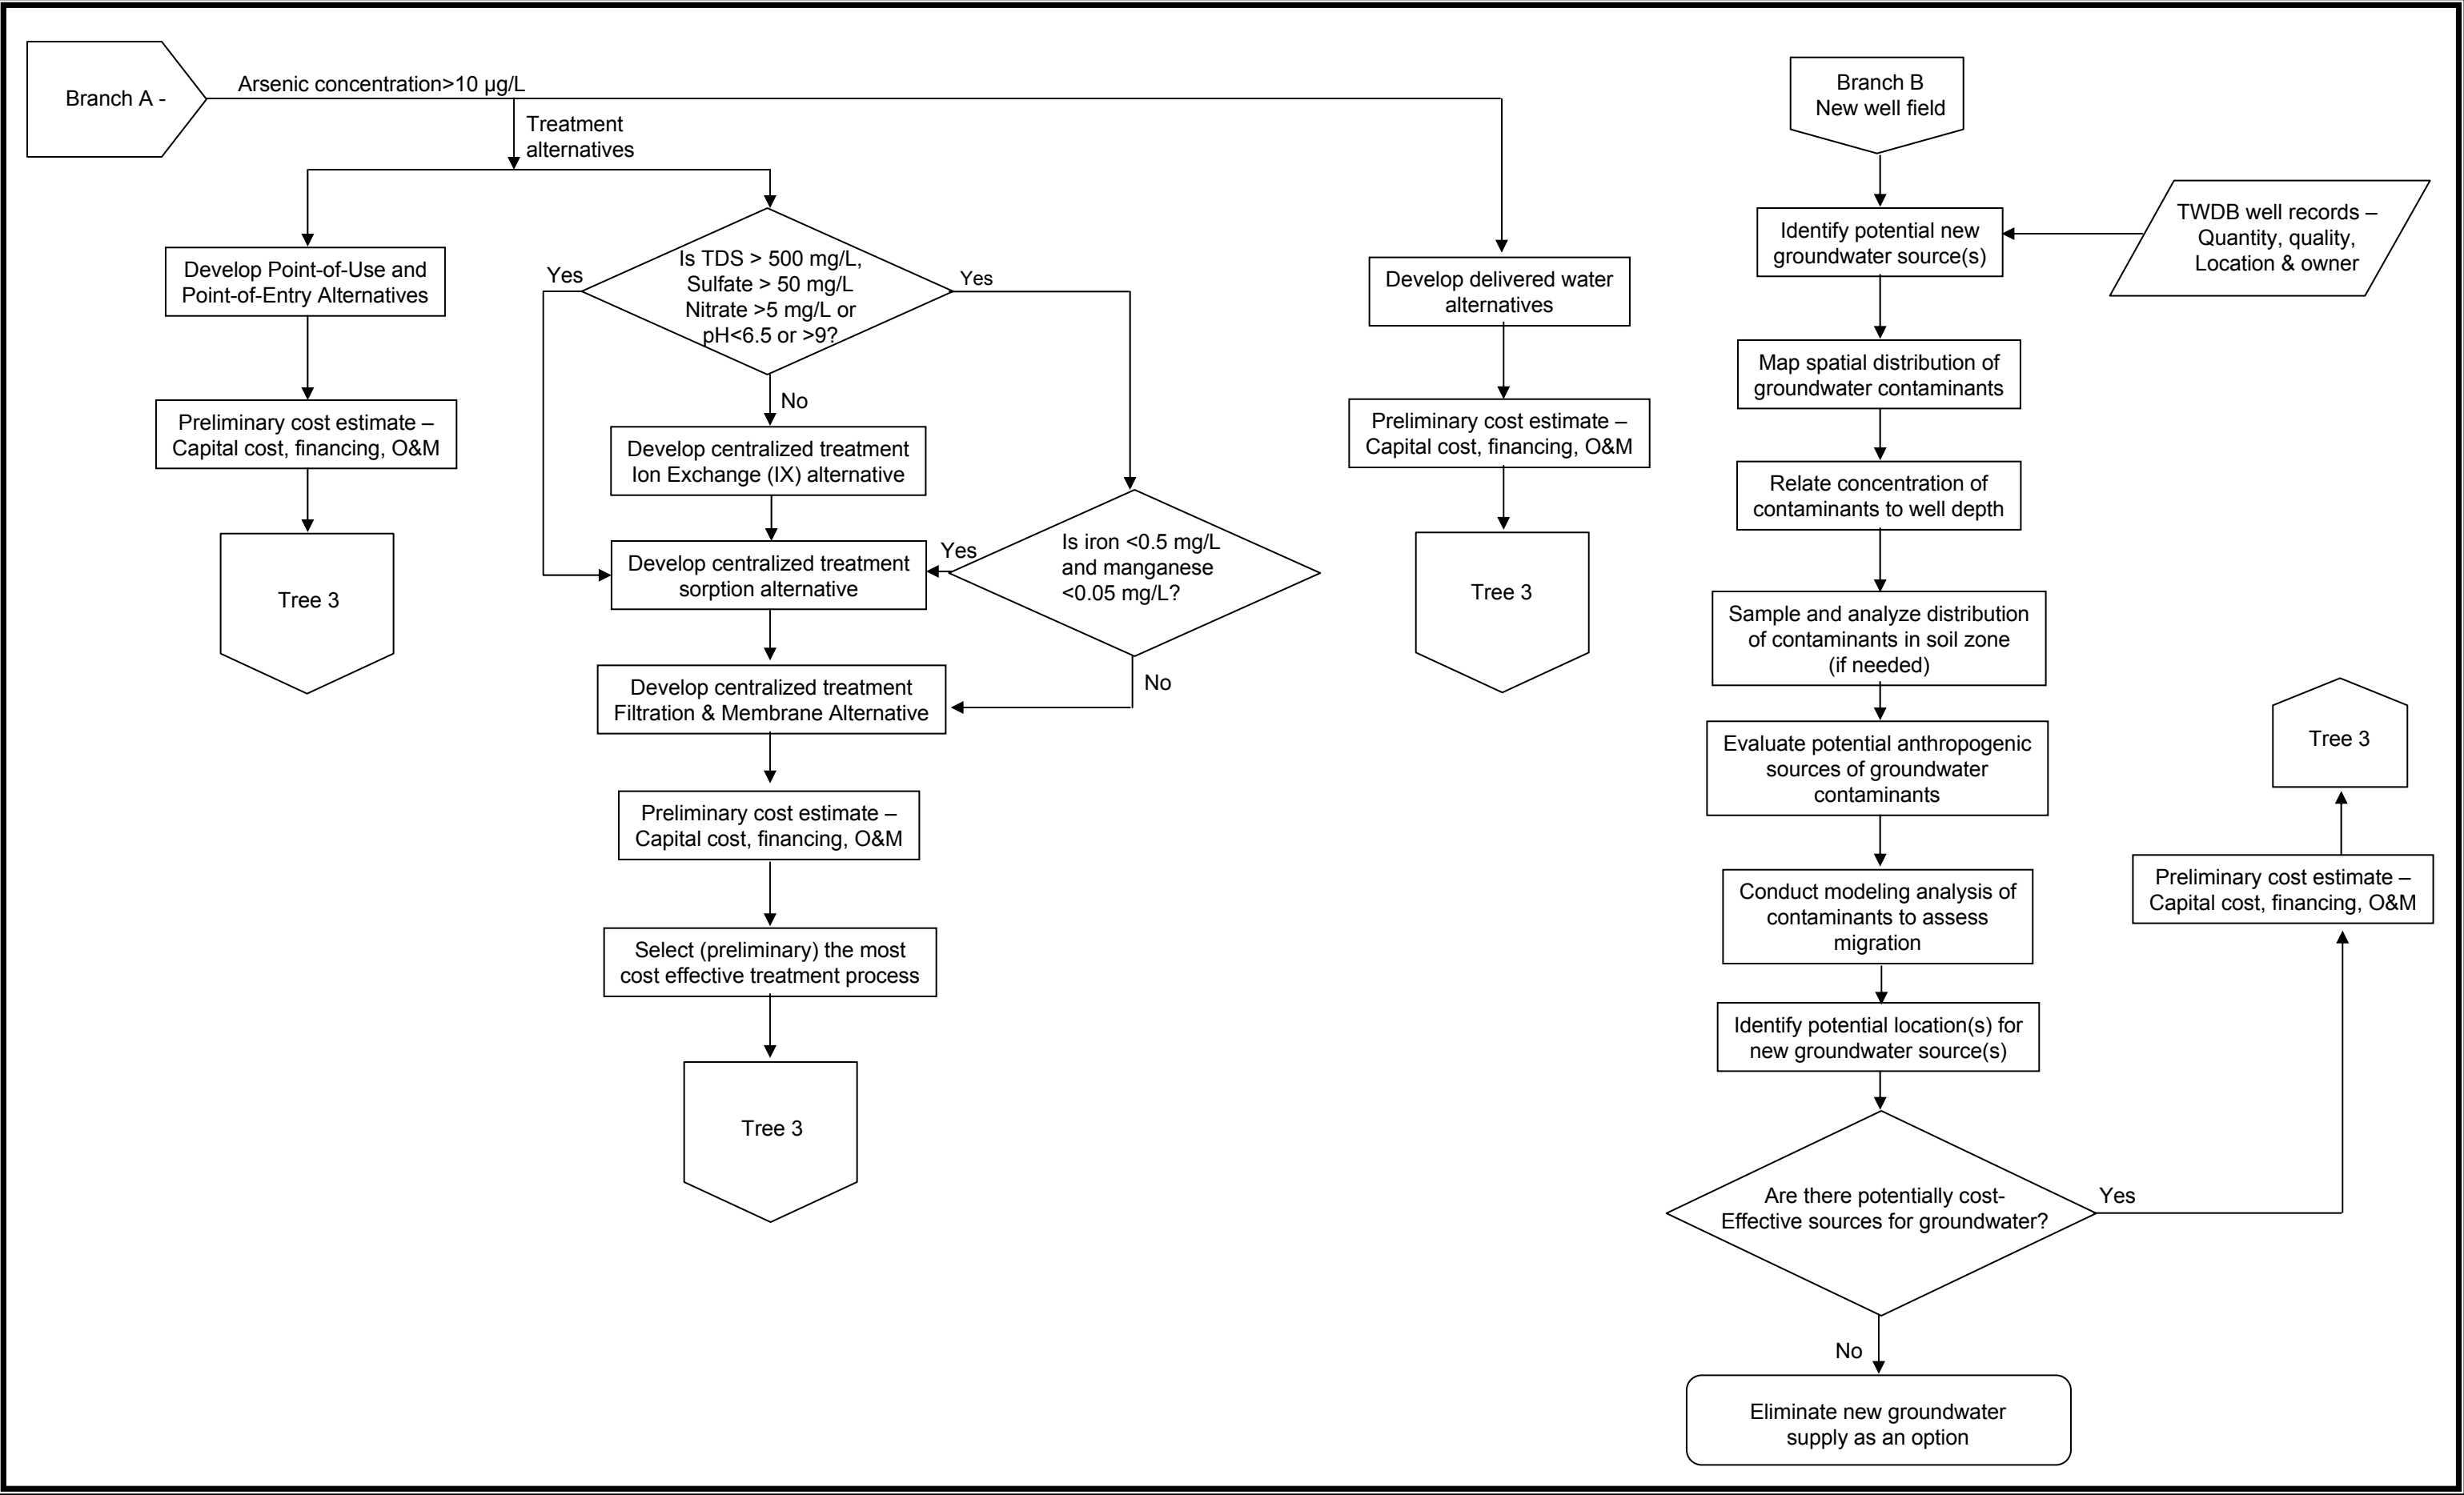 Branch A -
Arsenic concentration>10 µg/L
Treatment
alternatives
Develop Point-of-Use and
Point-of-Entry Alternatives
Preliminary cost estimate –
Capital cost, financing, O&M
Tree 3
Is TDS > 500 mg/L,
Sulfate > 50 mg/L
Nitrate >5 mg/L or
pH<6.5 or >9?
Yes
Yes
No
Develop centralized treatment
Ion Exchange (IX) alternative
Develop centralized treatment
sorption alternative
Yes
Is iron <0.5 mg/L
and manganese
<0.05 mg/L?
No
Develop centralized treatment
Filtration & Membrane Alternative
Preliminary cost estimate –
Capital cost, financing, O&M
Select (preliminary) the most
cost effective treatment process
Tree 3
Develop delivered water
alternatives
Preliminary cost estimate –
Capital cost, financing, O&M
Tree 3
Branch B
New well field
Identify potential new
groundwater source(s)
TWDB well records –
Quantity, quality,
Location & owner
Map spatial distribution of
groundwater contaminants
Relate concentration of
contaminants to well depth
Sample and analyze distribution
of contaminants in soil zone
(if needed)
Evaluate potential anthropogenic
sources of groundwater
contaminants
Conduct modeling analysis of
contaminants to assess
migration
Identify potential location(s) for
new groundwater source(s)
Are there potentially cost-
Effective sources for groundwater?
Yes
Preliminary cost estimate –
Capital cost, financing, O&M
Tree 3
No
Eliminate new groundwater
supply as an option